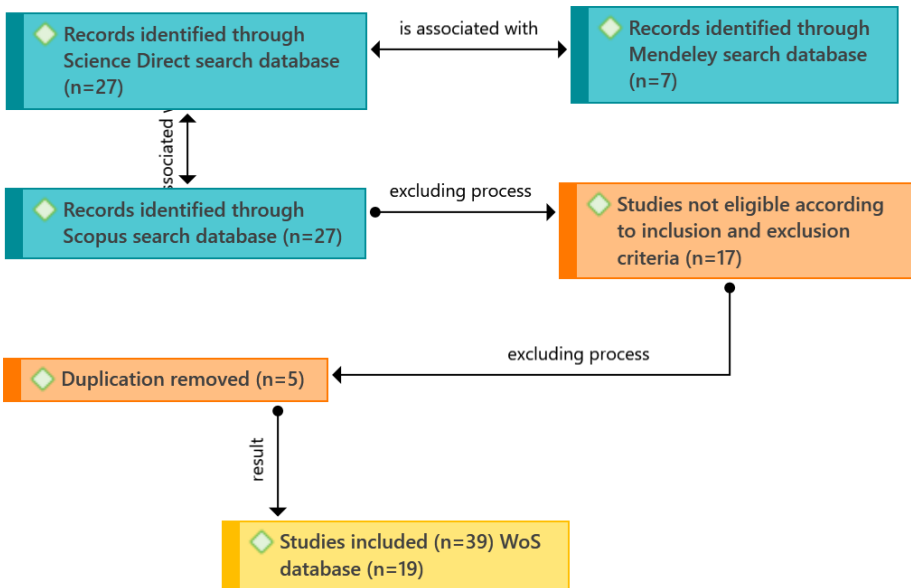 Records identified through
Science Direct search database
(n=27)
is associated with
Records identified through
Mendeley search database
(n=7)
Records identified through
Scopus search database (n=27)
excluding process
Studies not eligible according
to inclusion and exclusion
criteria (n=17)
excluding process
Duplication removed (n=5)
result
Studies included (n=39) WoS
database (n=19)